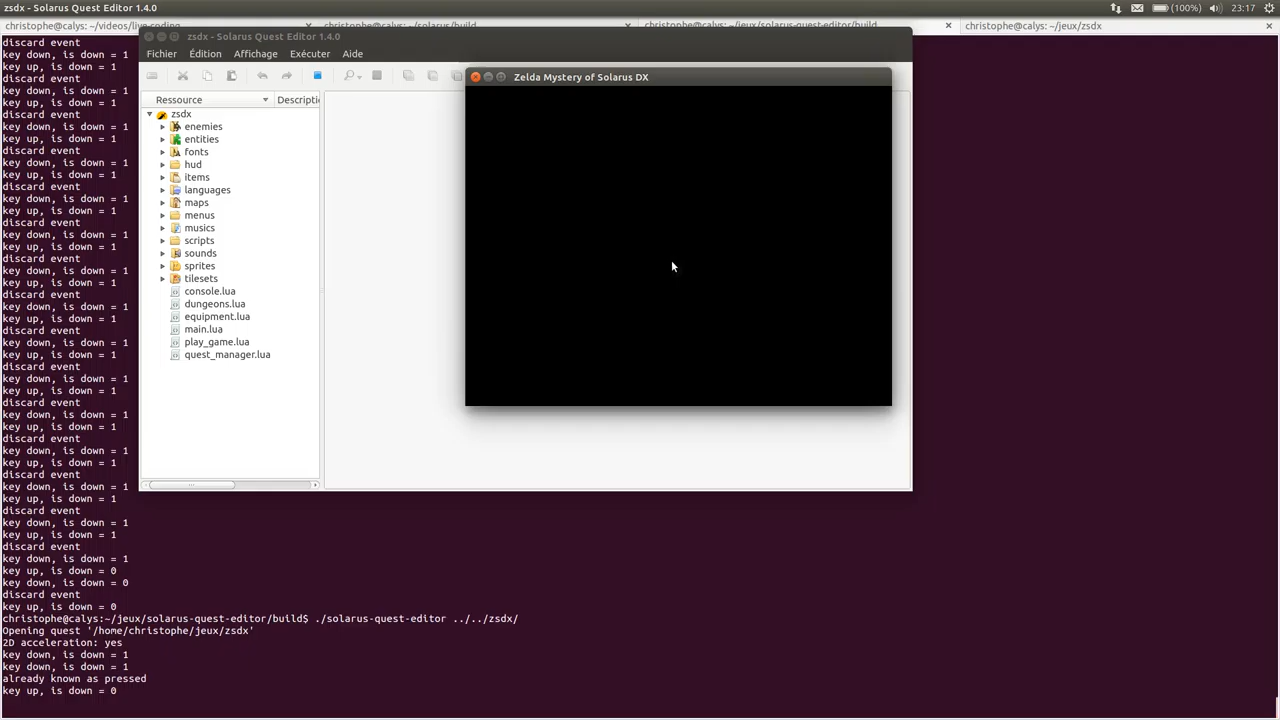 zsdx - Solarus Quest Editor 1.4.0
(100%)
23:17
christophe@calys: ~/videos/live-coding
christophe@calys: ~/solarus/build
christophe@calys: ~/jeux/solarus-quest-editor/build
christophe@calys: ~/jeux/zsdx
discard event
key down, is down = 1
key up, is down = 1
discard event
key down, is down = 1
key up, is down = 1
discard event
key down, is down = 1
key up, is down = 1
discard event
key down, is down = 1
key up, is down = 1
discard event
key down, is down = 1
key up, is down = 1
discard event
key down, is down = 1
key up, is down = 1
discard event
key down, is down = 1
key up, is down = 1
discard event
key down, is down = 1
key up, is down = 1
discard event
key down, is down = 1
key up, is down = 1
discard event
key down, is down = 1
key up, is down = 1
discard event
key down, is down = 1
key up, is down = 1
discard event
key down, is down = 1
key up, is down = 1
discard event
key down, is down = 1
key up, is down = 1
discard event
key down, is down = 1
key up, is down = 1
discard event
key down, is down = 1
key up, is down = 0
key down, is down = 0
discard event
key up, is down = 0
christophe@calys:~/jeux/solarus-quest-editor/build$ ./solarus-quest-editor ../../zsdx/
Opening quest '/home/christophe/jeux/zsdx'
2D acceleration: yes
key down, is down = 1
key down, is down = 1
already known as pressed
key up, is down = 0
zsdx - Solarus Quest Editor 1.4.0
Fichier Édition Affichage Exécuter Aide
Ressource Descripti
zsdx
enemies
entities
fonts
hud
items
languages
maps
menus
musics
scripts
sounds
sprites
tilesets
console.lua
dungeons.lua
equipment.lua
main.lua
play_game.lua
quest_manager.lua
Zelda Mystery of Solarus DX